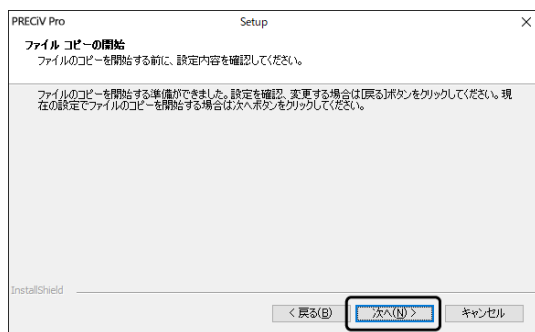 PRECiV Pro Setup
ファイル コピーの開始
ファイルのコピーを開始する前に、設定内容を確認してください。
ファイルのコピーを開始する準備ができました。設定を確認、変更する場合は[戻る]ボタンをクリックしてください。現
在の設定でファイルのコピーを開始する場合は次へボタンをクリックしてください。
InstallShield
< 戻る(B) 次へ(N) > キャンセル